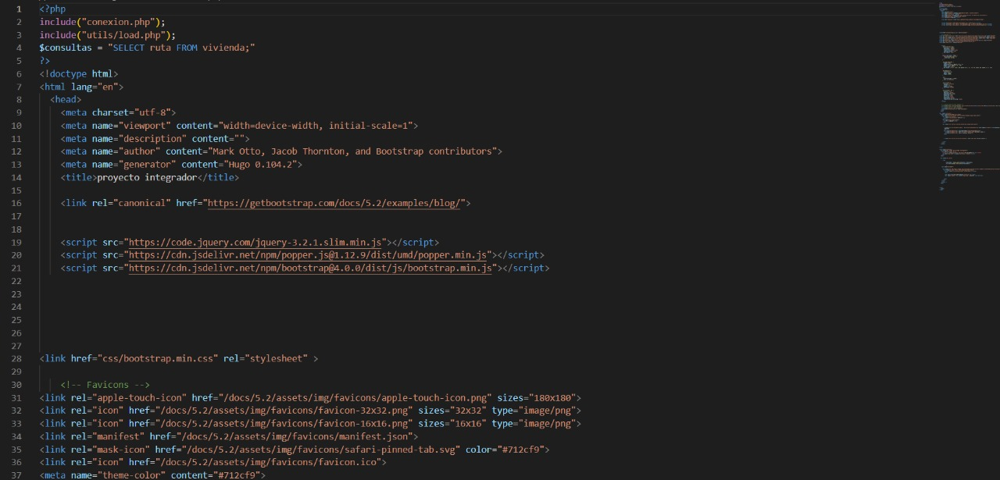 1 <?php
2 include("conexion.php");
3 include("utils/load.php");
4 $consultas = "SELECT ruta FROM vivienda;"
5 ?>
6 <!doctype html>
7 <html lang="en">
8 <head>
9 <meta charset="utf-8">
10 <meta name="viewport" content="width=device-width, initial-scale=1">
11 <meta name="description" content="">
12 <meta name="author" content="Mark Otto, Jacob Thornton, and Bootstrap contributors">
13 <meta name="generator" content="Hugo 0.104.2">
14 <title>proyecto integrador</title>
15
16 <link rel="canonical" href="https://getbootstrap.com/docs/5.2/examples/blog/">
17
18
19 <script src="https://code.jquery.com/jquery-3.2.1.slim.min.js"></script>
20 <script src="https://cdn.jsdelivr.net/npm/popper.js@1.12.9/dist/umd/popper.min.js"></script>
21 <script src="https://cdn.jsdelivr.net/npm/bootstrap@4.0.0/dist/js/bootstrap.min.js"></script>
22
23
24
25
26
27
28 <link href="css/bootstrap.min.css" rel="stylesheet" >
29
30 <!-- Favicons -->
31 <link rel="apple-touch-icon" href="/docs/5.2/assets/img/favicons/apple-touch-icon.png" sizes="180x180">
32 <link rel="icon" href="/docs/5.2/assets/img/favicons/favicon-32x32.png" sizes="32x32" type="image/png">
33 <link rel="icon" href="/docs/5.2/assets/img/favicons/favicon-16x16.png" sizes="16x16" type="image/png">
34 <link rel="manifest" href="/docs/5.2/assets/img/favicons/manifest.json">
35 <link rel="mask-icon" href="/docs/5.2/assets/img/favicons/safari-pinned-tab.svg" color="#712cf9">
36 <link rel="icon" href="/docs/5.2/assets/img/favicons/favicon.ico">
37 <meta name="theme-color" content="#712cf9">